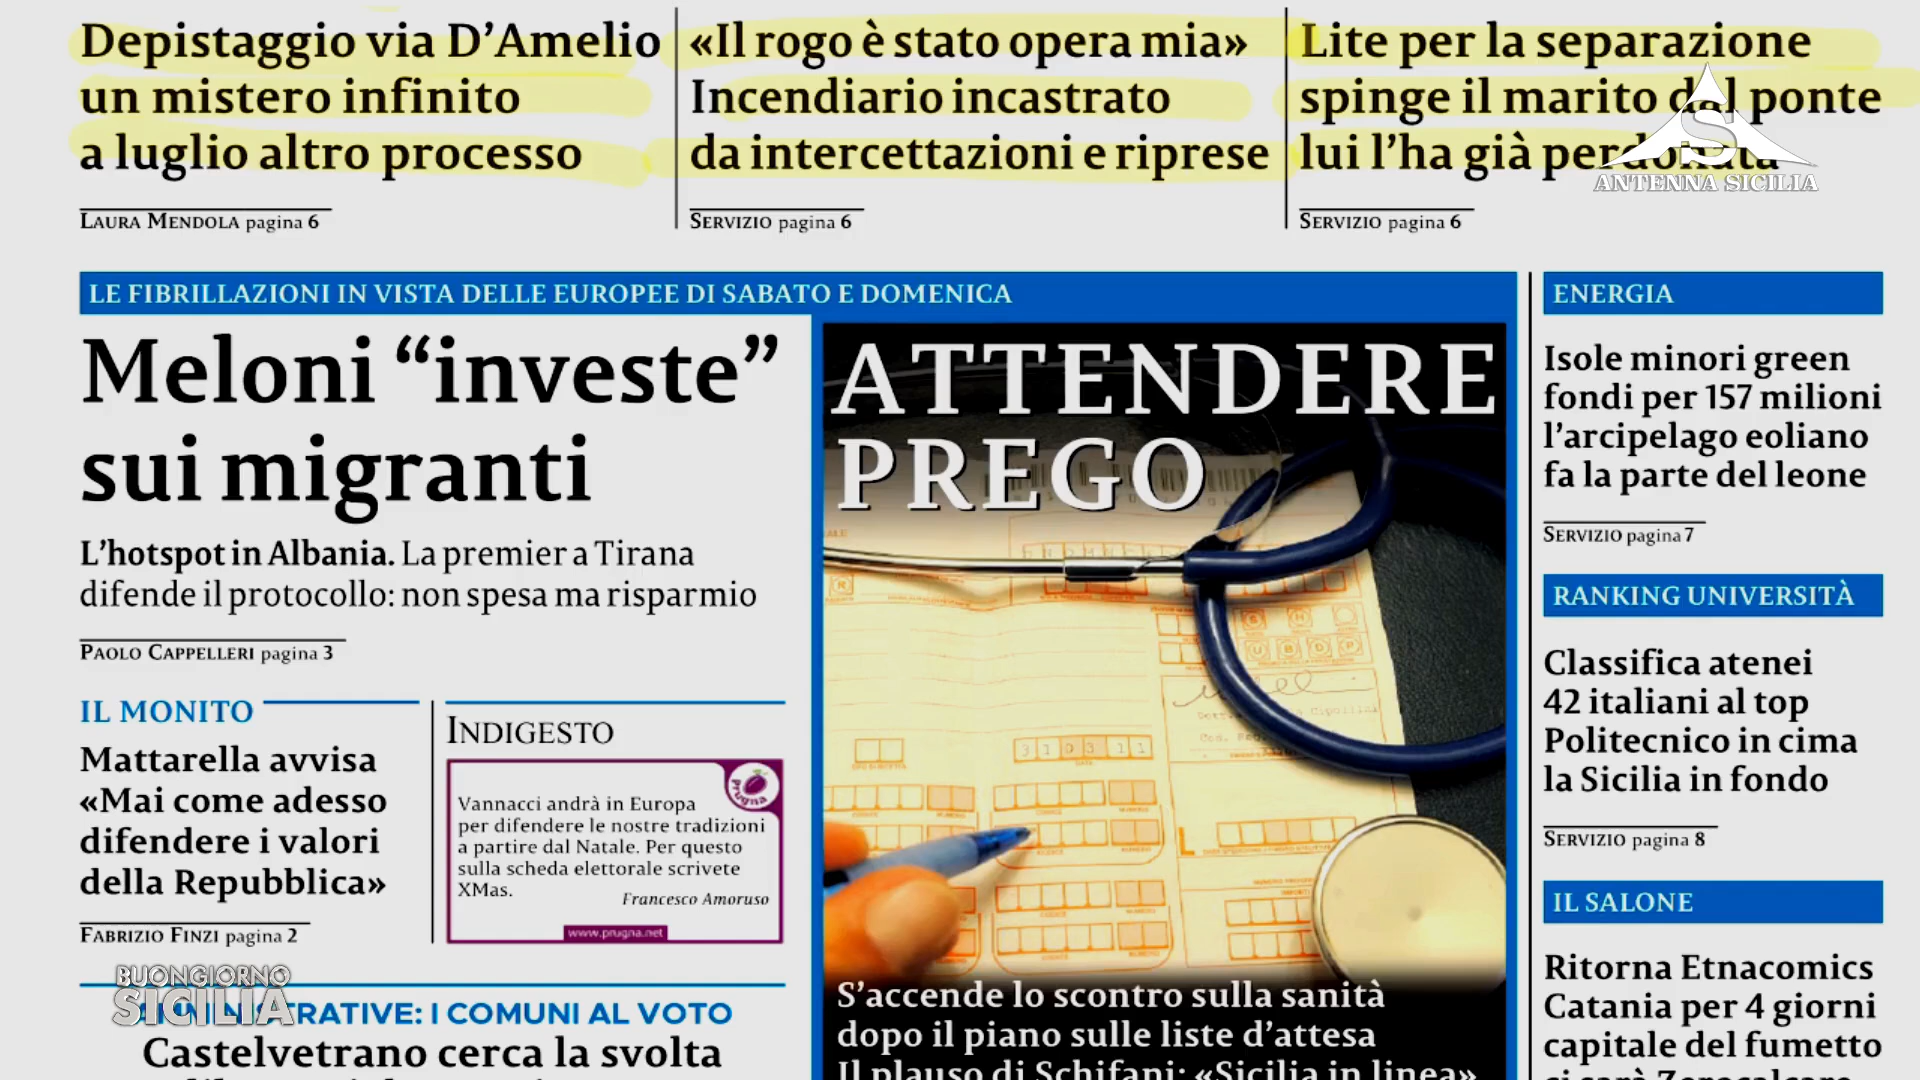 Depistaggio via D'Amelio
un mistero infinito
a luglio altro processo
LAURA MENDOLA pagina 6
«Il rogo è stato opera mia»
Incendiario incastrato
da intercettazioni e riprese
SERVIZIO pagina 6
Lite per la separazione
spinge il marito dal ponte
lui l'ha già perdonata
SERVIZIO pagina 6
ANTENNA SICILIA
LE FIBRILLAZIONI IN VISTA DELLE EUROPEE DI SABATO E DOMENICA
Meloni “investe”
sui migranti
L'hotspot in Albania. La premier a Tirana
difende il protocollo: non spesa ma risparmio
PAOLO CAPPELLERI pagina 3
IL MONITO
Mattarella avvisa
«Mai come adesso
difendere i valori
della Repubblica»
FABRIZIO FINZI pagina 2
INDIGESTO
Prugna
Vannacci andrà in Europa
per difendere le nostre tradizioni
a partire dal Natale. Per questo
sulla scheda elettorale scrivete
XMas.
Francesco Amoruso
www.prugna.net
BUONGIORNO
SICILIA
AMMINISTRATIVE: I COMUNI AL VOTO
Castelvetrano cerca la svolta
ATTENDERE
PREGO
S'accende lo scontro sulla sanità
dopo il piano sulle liste d'attesa
Il plauso di Schifani: «Sicilia in linea»
ENERGIA
Isole minori green
fondi per 157 milioni
l'arcipelago eoliano
fa la parte del leone
SERVIZIO pagina 7
RANKING UNIVERSITÀ
Classifica atenei
42 italiani al top
Politecnico in cima
la Sicilia in fondo
SERVIZIO pagina 8
IL SALONE
Ritorna Etnacomics
Catania per 4 giorni
capitale del fumetto
ci sarà Zerocalcare